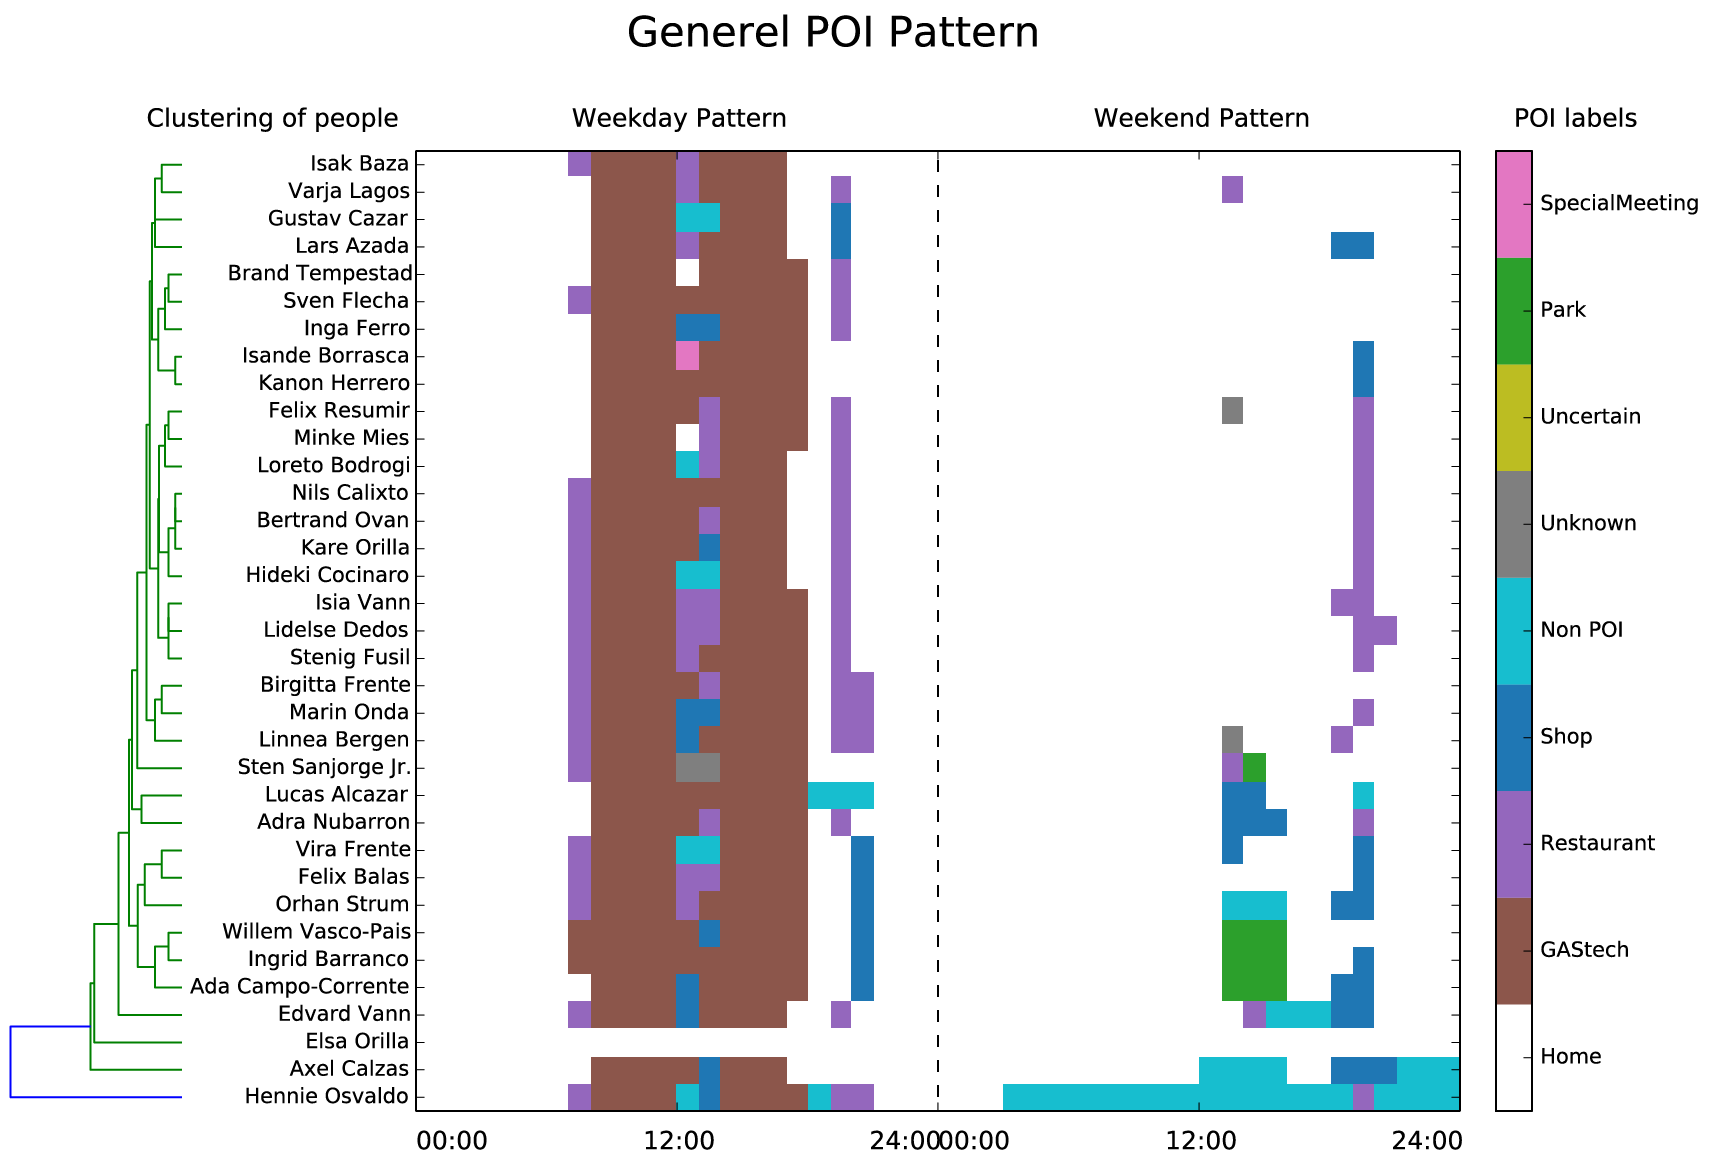 Generel POI Pattern
Clustering of people
Weekday Pattern
Weekend Pattern
POI labels
Isak Baza
Varja Lagos
Gustav Cazar
Lars Azada
Brand Tempestad
Sven Flecha
Inga Ferro
Isande Borrasca
Kanon Herrero
Felix Resumir
Minke Mies
Loreto Bodrogi
Nils Calixto
Bertrand Ovan
Kare Orilla
Hideki Cocinaro
Isia Vann
Lidelse Dedos
Stenig Fusil
Birgitta Frente
Marin Onda
Linnea Bergen
Sten Sanjorge Jr.
Lucas Alcazar
Adra Nubarron
Vira Frente
Felix Balas
Orhan Strum
Willem Vasco-Pais
Ingrid Barranco
Ada Campo-Corrente
Edvard Vann
Elsa Orilla
Axel Calzas
Hennie Osvaldo
00:00
12:00
24:00
00:00
12:00
24:00
SpecialMeeting
Park
Uncertain
Unknown
Non POI
Shop
Restaurant
GAStech
Home